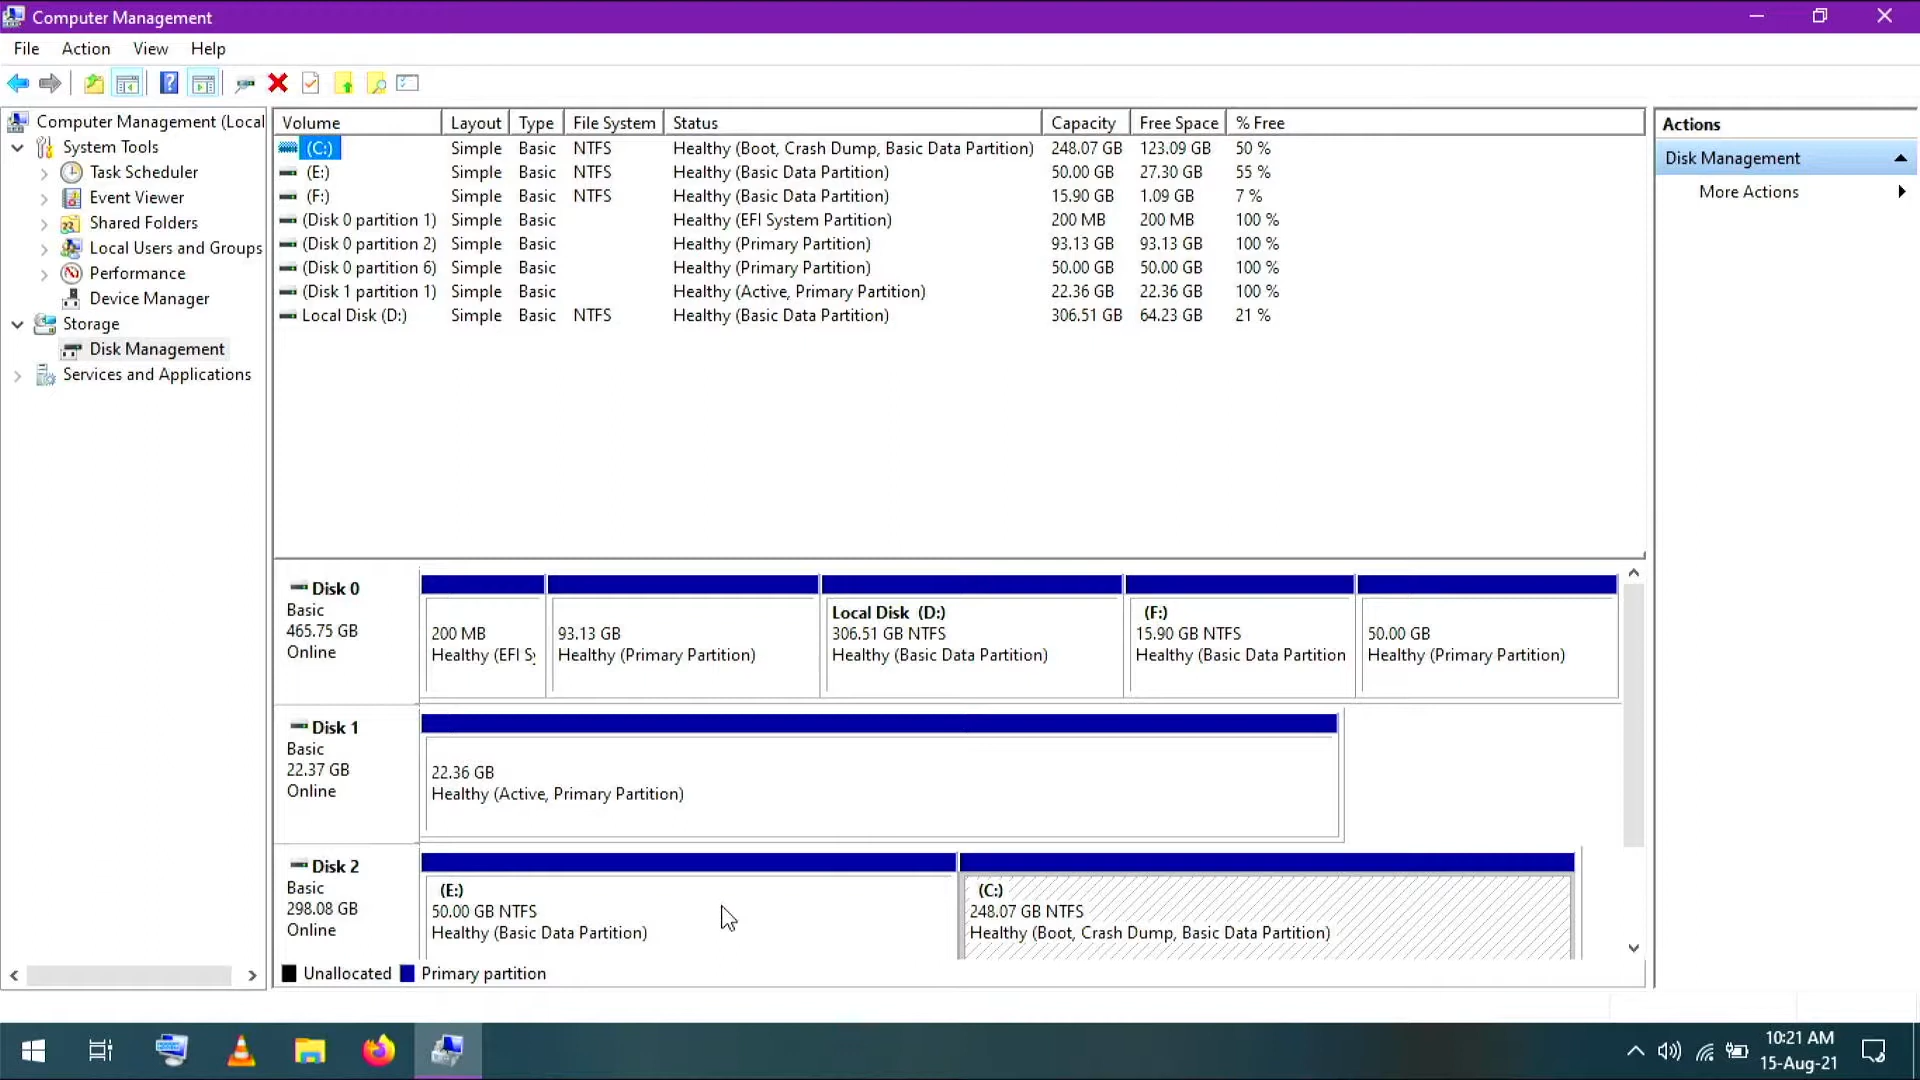 Computer Management
File Action View Help
Computer Management (Local
System Tools
Task Scheduler
Event Viewer
Shared Folders
Local Users and Groups
Performance
Device Manager
Storage
Disk Management
Services and Applications
Volume Layout Type File System Status Capacity Free Space % Free
(C:) Simple Basic NTFS Healthy (Boot, Crash Dump, Basic Data Partition) 248.07 GB 123.09 GB 50 %
(E:) Simple Basic NTFS Healthy (Basic Data Partition) 50.00 GB 27.30 GB 55 %
(F:) Simple Basic NTFS Healthy (Basic Data Partition) 15.90 GB 1.09 GB 7 %
(Disk 0 partition 1) Simple Basic Healthy (EFI System Partition) 200 MB 200 MB 100 %
(Disk 0 partition 2) Simple Basic Healthy (Primary Partition) 93.13 GB 93.13 GB 100 %
(Disk 0 partition 6) Simple Basic Healthy (Primary Partition) 50.00 GB 50.00 GB 100 %
(Disk 1 partition 1) Simple Basic Healthy (Active, Primary Partition) 22.36 GB 22.36 GB 100 %
Local Disk (D:) Simple Basic NTFS Healthy (Basic Data Partition) 306.51 GB 64.23 GB 21 %
Actions
Disk Management
More Actions
Disk 0
Basic
465.75 GB
Online
200 MB
Healthy (EFI Sy
93.13 GB
Healthy (Primary Partition)
Local Disk (D:)
306.51 GB NTFS
Healthy (Basic Data Partition)
(F:)
15.90 GB NTFS
Healthy (Basic Data Partition
50.00 GB
Healthy (Primary Partition)
Disk 1
Basic
22.37 GB
Online
22.36 GB
Healthy (Active, Primary Partition)
Disk 2
Basic
298.08 GB
Online
(E:)
50.00 GB NTFS
Healthy (Basic Data Partition)
(C:)
248.07 GB NTFS
Healthy (Boot, Crash Dump, Basic Data Partition)
Unallocated Primary partition
10:21 AM
15-Aug-21